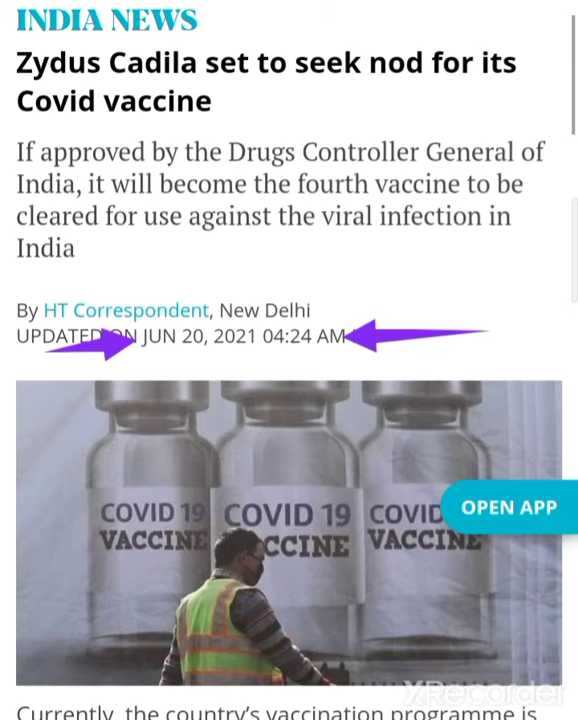 INDIA NEWS
Zydus Cadila set to seek nod for its
Covid vaccine
If approved by the Drugs Controller General of
India, it will become the fourth vaccine to be
cleared for use against the viral infection in
India
By HT Correspondent, New Delhi
UPDATED ON JUN 20, 2021 04:24 AM
COVID 19 COVID 19 COVID
VACCINE CCINE VACCINE
OPEN APP
XRecorder
Currently, the country's vaccination programme is